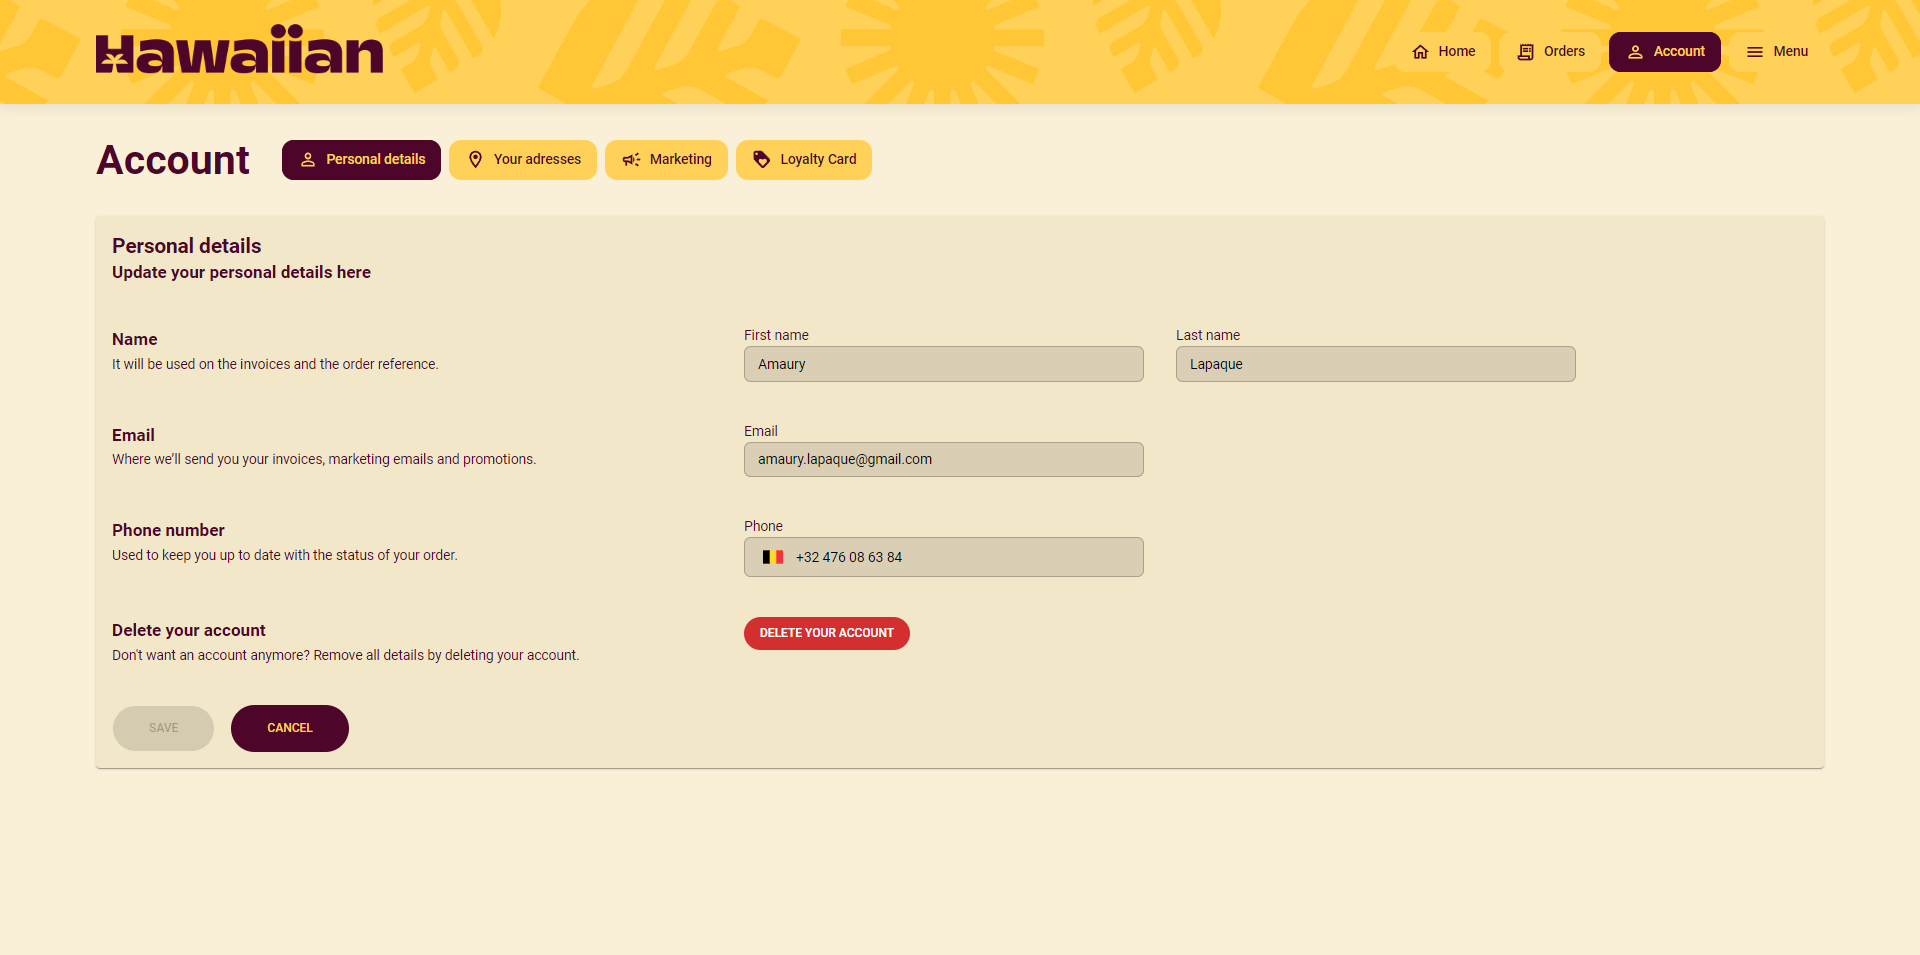 Hawaiian
Home
Orders
Account
Menu
Account
Personal details
Your adresses
Marketing
Loyalty Card
Personal details
Update your personal details here
Name
It will be used on the invoices and the order reference.
First name
Amaury
Last name
Lapaque
Email
Where we'll send you your invoices, marketing emails and promotions.
Email
amaury.lapaque@gmail.com
Phone number
Used to keep you up to date with the status of your order.
Phone
+32 476 08 63 84
Delete your account
Don't want an account anymore? Remove all details by deleting your account.
DELETE YOUR ACCOUNT
SAVE
CANCEL